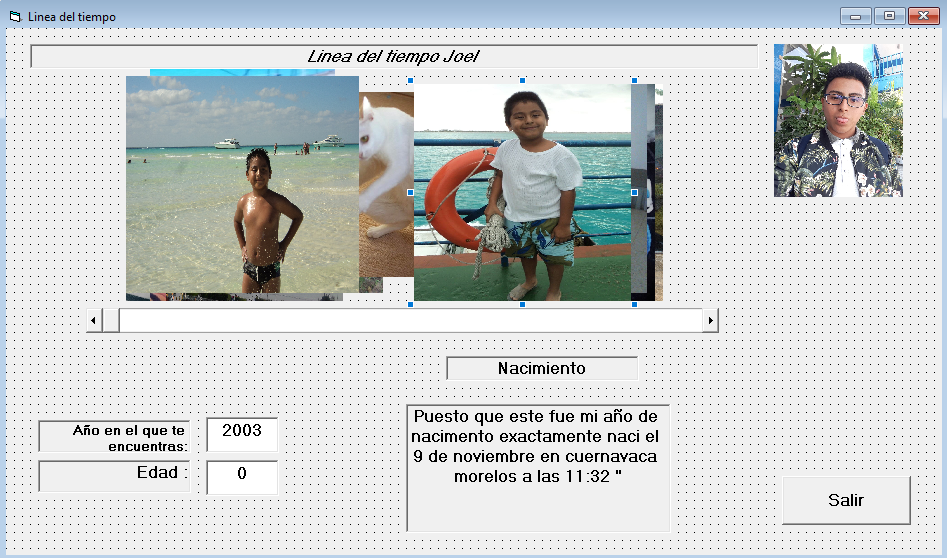 Linea del tiempo
Linea del tiempo Joel
Nacimiento
Año en el que te
encuentras:
2003
Edad :
0
Puesto que este fue mi año de
nacimento exactamente naci el
9 de noviembre en cuernavaca
morelos a las 11:32 "
Salir